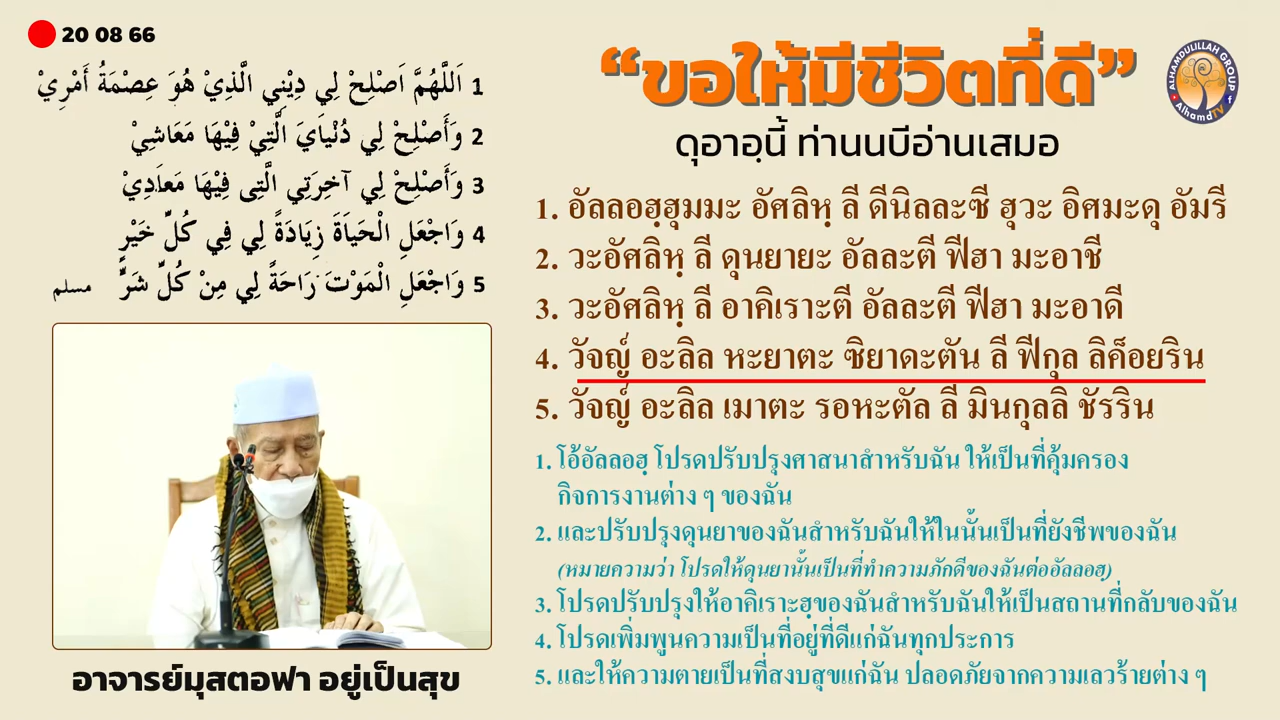 20 08 66
1 اَللَّهُمَّ اَصْلِحْ لِي دِيْنِي الَّذِيْ هُوَ عِصْمَةُ أَمْرِيْ
2 وَأَصْلِحْ لِي دُنْيَايَ الَّتِيْ فِيْهَا مَعَاشِيْ
3 وَأَصْلِحْ لِي آخِرَتِي الَّتِى فِيْهَا مَعَادِيْ
4 وَاجْعَلِ الْحَيَاةَ زِيَادَةً لِي فِي كُلِّ خَيْرٍ
5 وَاجْعَلِ الْمَوْتَ رَاحَةً لِي مِنْ كُلِّ شَرٍّ مسلم
อาจารย์มุสตอฟา อยู่เป็นสุข
“ขอให้มีชีวิตที่ดี”
ALHAMDULILLAH GROUP
AlhamdTV
ดุอาอฺนี้ ท่านนบีอ่านเสมอ
1. อัลลอฮฺฮุมมะ อัศลิหฺ ลี ดีนิลละซี ฮุวะ อิศมะดุ อัมรี
2. วะอัศลิหฺ ลี ดุนยายะ อัลละตี ฟีฮา มะอาชี
3. วะอัศลิหฺ ลี อาคิเราะตี อัลละตี ฟีฮา มะอาดี
4. วัจญ์ อะลิล หะยาตะ ซิยาดะตัน ลี ฟีกุล ลิค็อยริน
5. วัจญ์ อะลิล เมาตะ รอหะตัล ลี มินกุลลิ ชัรริน
1. โอ้อัลลอฮฺ โปรดปรับปรุงศาสนาสำหรับฉัน ให้เป็นที่คุ้มครอง
กิจการงานต่าง ๆ ของฉัน
2. และปรับปรุงดุนยาของฉันสำหรับฉันให้ในนั้นเป็นที่ยังชีพของฉัน
(หมายความว่า โปรดให้ดุนยานั้นเป็นที่ทำความภักดีของฉันต่ออัลลอฮฺ)
3. โปรดปรับปรุงให้อาคิเราะฮฺของฉันสำหรับฉันให้เป็นสถานที่กลับของฉัน
4. โปรดเพิ่มพูนความเป็นที่อยู่ที่ดีแก่ฉันทุกประการ
5. และให้ความตายเป็นที่สงบสุขแก่ฉัน ปลอดภัยจากความเลวร้ายต่าง ๆ